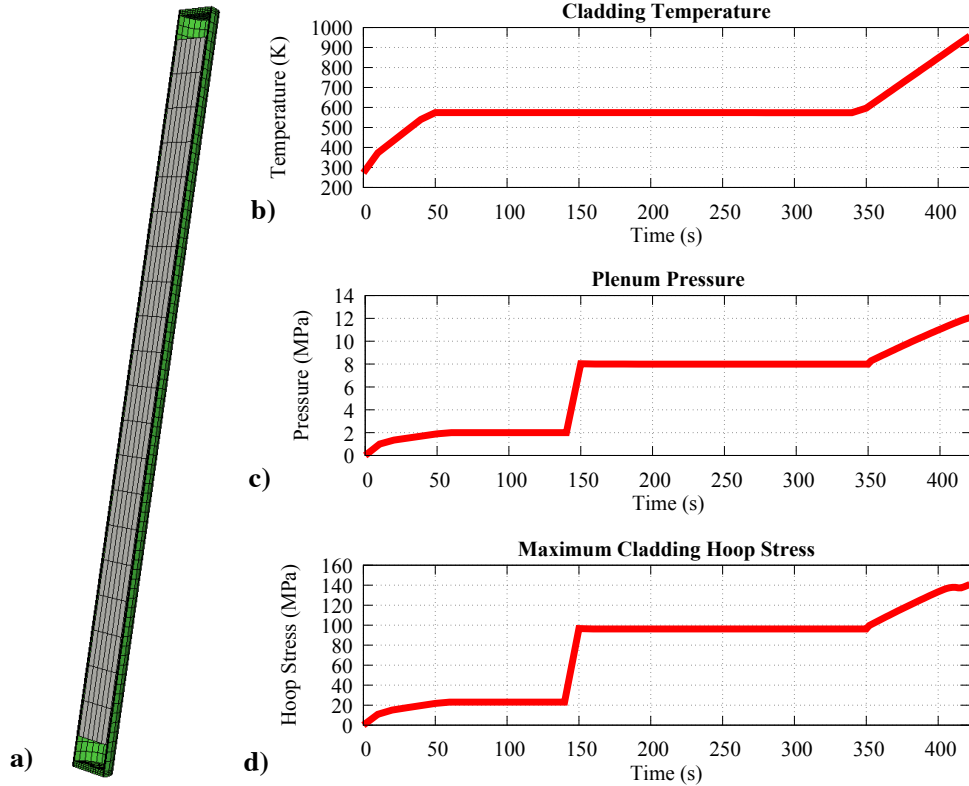 a)
b)
Cladding Temperature
Temperature (K)
1000
900
800
700
600
500
400
300
200
0 50 100 150 200 250 300 350 400
Time (s)
c)
Plenum Pressure
Pressure (MPa)
14
12
10
8
6
4
2
0
0 50 100 150 200 250 300 350 400
Time (s)
d)
Maximum Cladding Hoop Stress
Hoop Stress (MPa)
160
140
120
100
80
60
40
20
0
0 50 100 150 200 250 300 350 400
Time (s)